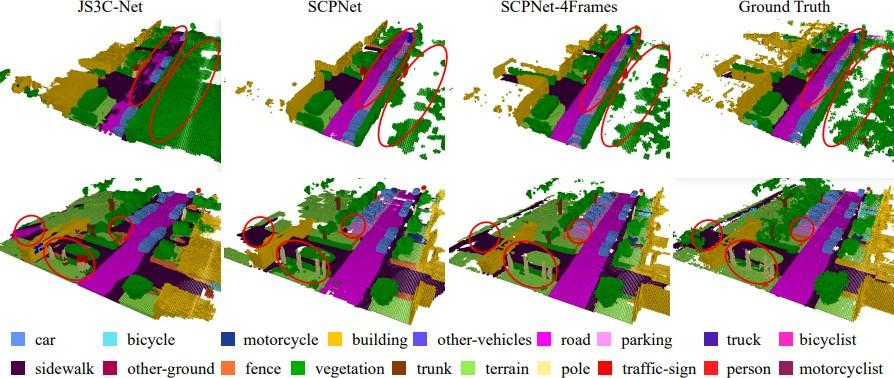 JS3C-Net SCPNet SCPNet-4Frames Ground Truth
car bicycle motorcycle building other-vehicles road parking truck bicyclist
sidewalk other-ground fence vegetation trunk terrain pole traffic-sign person motorcyclist